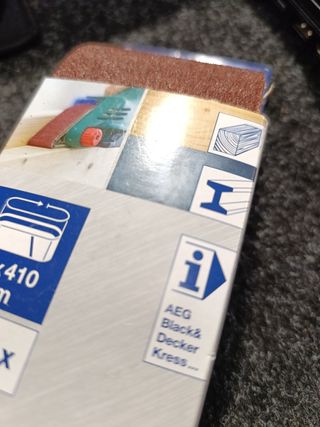 x410
m
x
i
AEG
Black&
Decker
Kress...